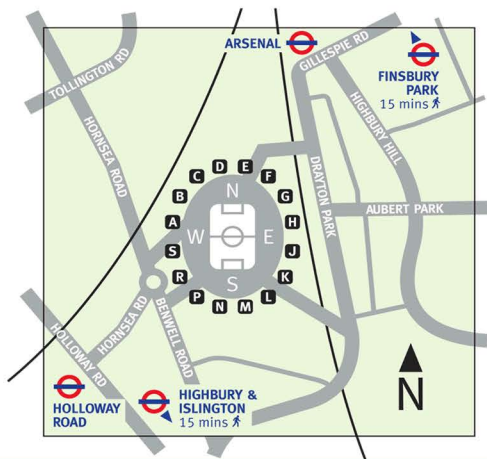 ARSENAL
GILLESPIE RD
FINSBURY
PARK
15 mins
TOLLINGTON RD
HORNSEA ROAD
HIGHBURY HILL
DRAYTON PARK
AUBERT PARK
D
E
C
F
B
G
A
H
S
J
R
K
P
L
N
M
N
W
E
S
HORNSEA RD
BENWELL ROAD
HOLLOWAY RD
N
HOLLOWAY
ROAD
HIGHBURY &
ISLINGTON
15 mins